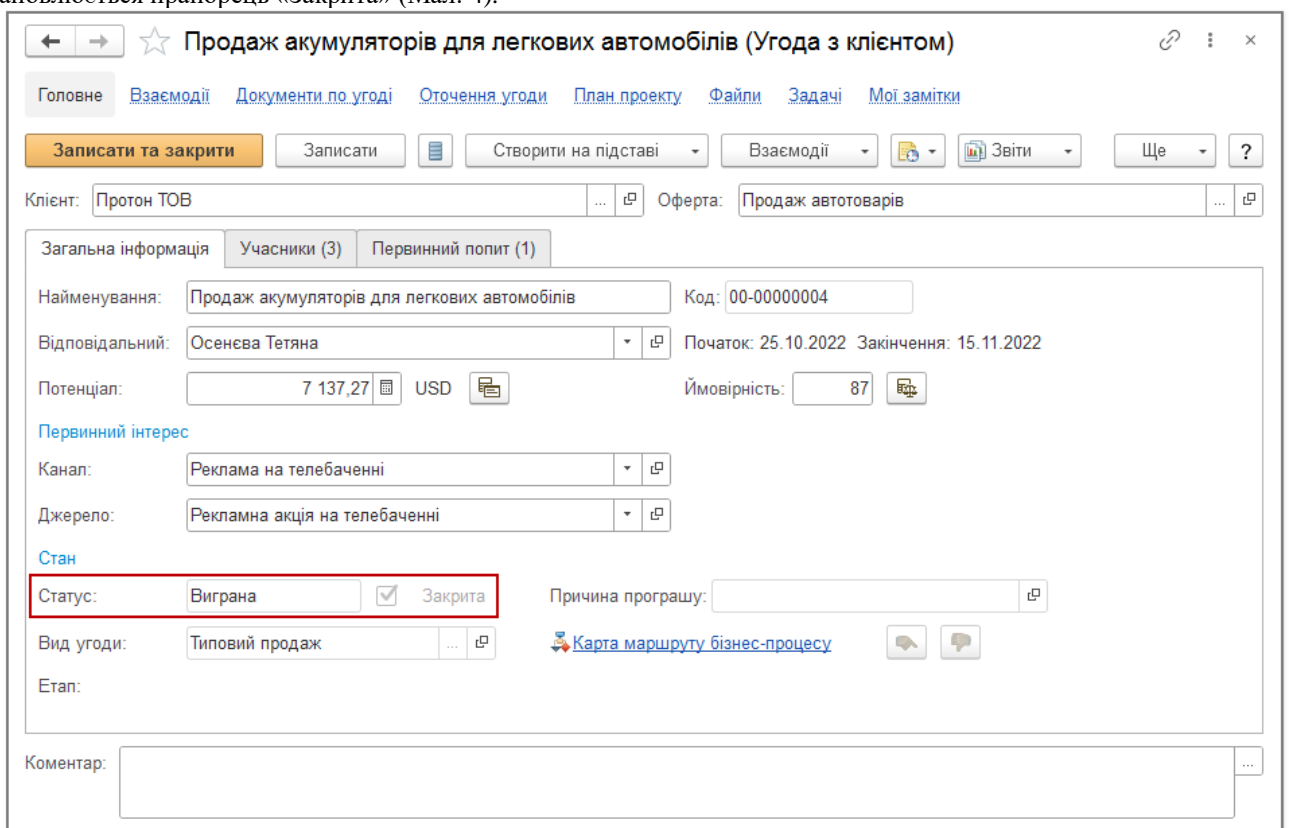 ановлюється прапорець «Закрита» (Мал. 4).
Продаж акумуляторів для легкових автомобілів (Угода з клієнтом)
Головне Взаємодії Документи по угоді Оточення угоди План проекту Файли Задачі Мої замітки
Записати та закрити Записати Створити на підставі Взаємодії Звіти Ще ?
Клієнт: Протон ТОВ ... Оферта: Продаж автотоварів ...
Загальна інформація Учасники (3) Первинний попит (1)
Найменування: Продаж акумуляторів для легкових автомобілів Код: 00-00000004
Відповідальний: Осенєва Тетяна Початок: 25.10.2022 Закінчення: 15.11.2022
Потенціал: 7 137,27 USD Ймовірність: 87
Первинний інтерес
Канал: Реклама на телебаченні
Джерело: Рекламна акція на телебаченні
Стан
Статус: Виграна Закрита Причина програшу:
Вид угоди: Типовий продаж ... Карта маршруту бізнес-процесу
Етап:
Коментар: ...